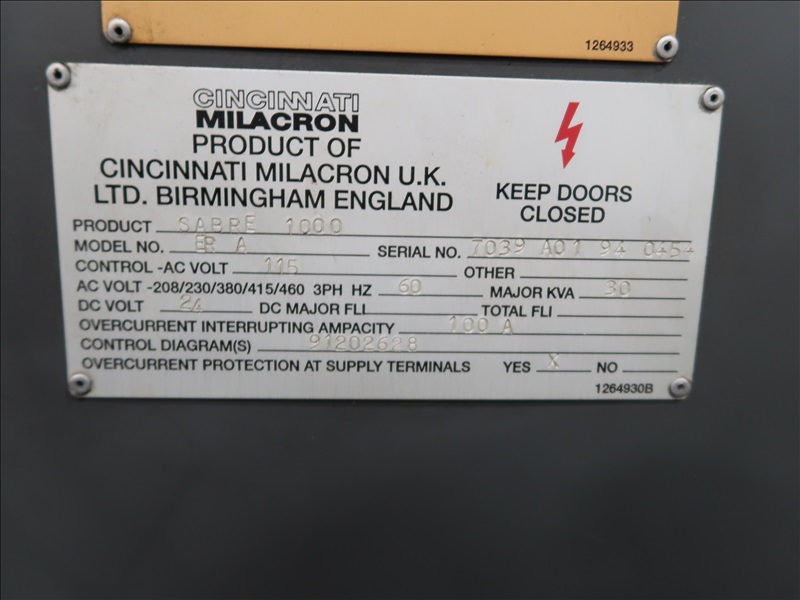 1264933
CINCINNATI
MILACRON
PRODUCT OF
CINCINNATI MILACRON U.K.
LTD. BIRMINGHAM ENGLAND
KEEP DOORS
CLOSED
PRODUCT SABRE 1000
MODEL NO. ER A SERIAL NO. 7039 A01 94 0454
CONTROL -AC VOLT 115 OTHER
AC VOLT -208/230/380/415/460 3PH HZ 60 MAJOR KVA 30
DC VOLT 24 DC MAJOR FLI TOTAL FLI
OVERCURRENT INTERRUPTING AMPACITY 100 A
CONTROL DIAGRAM(S) 91202628
OVERCURRENT PROTECTION AT SUPPLY TERMINALS YES X NO
1264930B